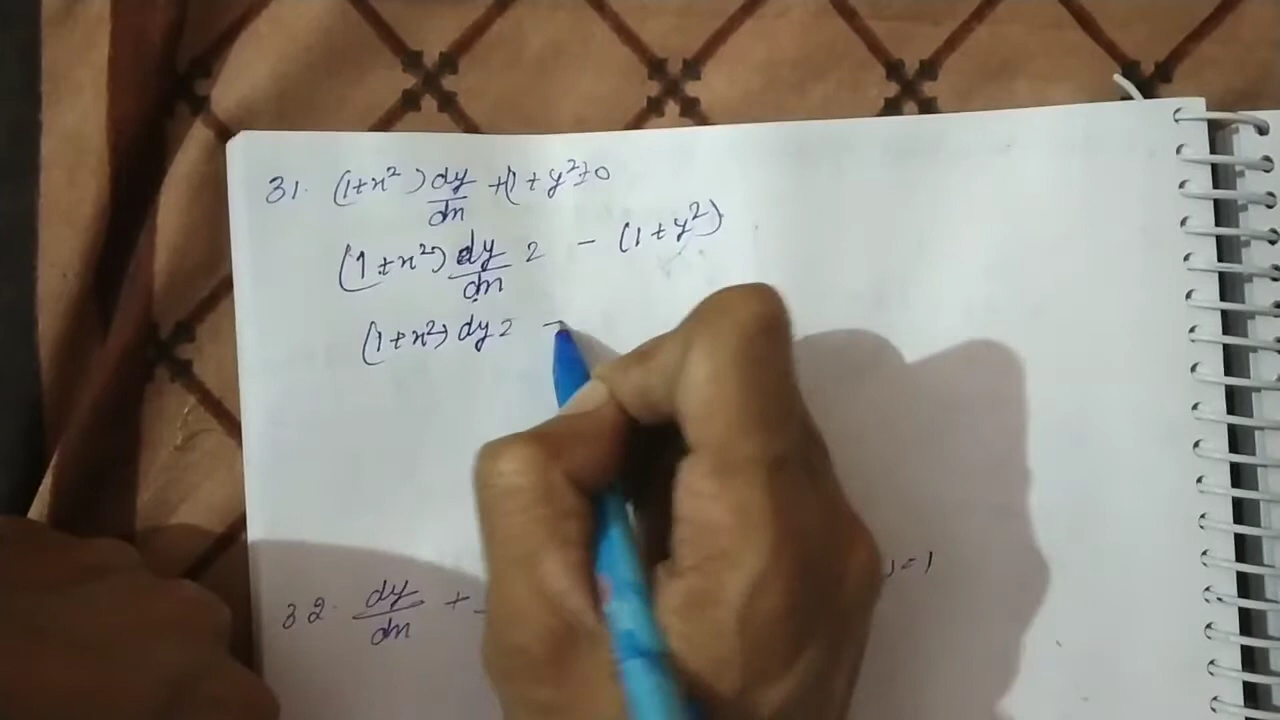 31. (1+x²) dy/dx + (1 + y²) = 0
(1+x²) dy/dx = - (1+y²)
(1+x²) dy = -
32. dy/dx +
y = 1